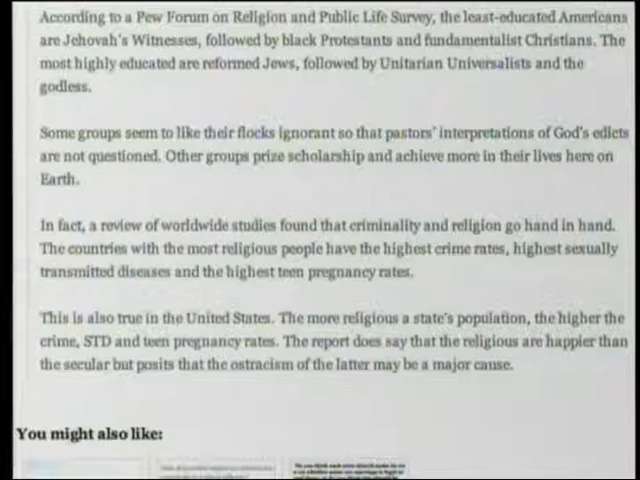 According to a Pew Forum on Religion and Public Life Survey, the least-educated Americans
are Jehovah's Witnesses, followed by black Protestants and fundamentalist Christians. The
most highly educated are reformed Jews, followed by Unitarian Universalists and the
godless.
Some groups seem to like their flocks ignorant so that pastors' interpretations of God's edicts
are not questioned. Other groups prize scholarship and achieve more in their lives here on
Earth.
In fact, a review of worldwide studies found that criminality and religion go hand in hand.
The countries with the most religious people have the highest crime rates, highest sexually
transmitted diseases and the highest teen pregnancy rates.
This is also true in the United States. The more religious a state's population, the higher the
crime, STD and teen pregnancy rates. The report does say that the religious are happier than
the secular but posits that the ostracism of the latter may be a major cause.
You might also like: